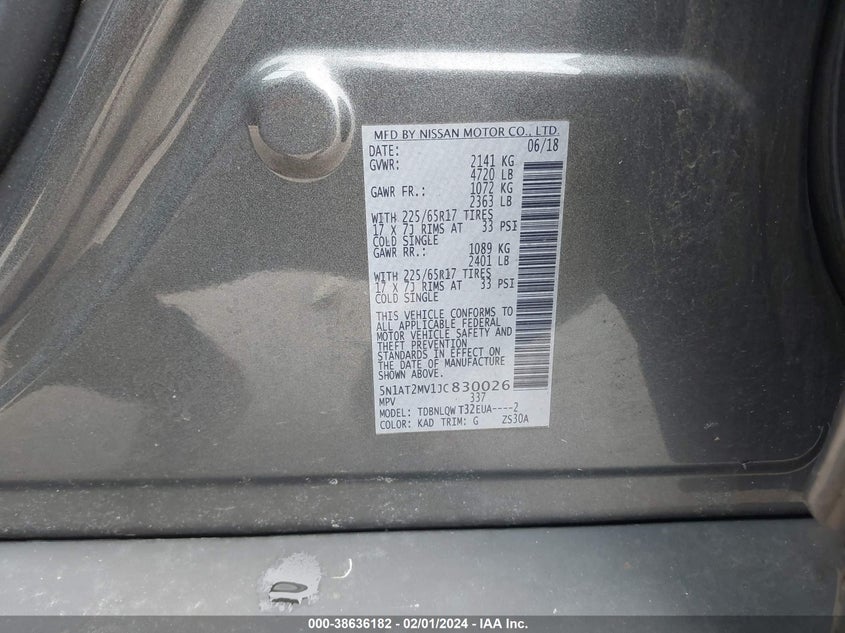 MFD BY NISSAN MOTOR CO., LTD.
DATE: 06/18
GVWR: 2141 KG
4720 LB
GAWR FR.: 1072 KG
2363 LB
WITH 225/65R17 TIRES
17 X 7J RIMS AT 33 PSI
COLD SINGLE
GAWR RR.: 1089 KG
2401 LB
WITH 225/65R17 TIRES
17 X 7J RIMS AT 33 PSI
COLD SINGLE
THIS VEHICLE CONFORMS TO
ALL APPLICABLE FEDERAL
MOTOR VEHICLE SAFETY AND
THEFT PREVENTION
STANDARDS IN EFFECT ON
THE DATE OF MANUFACTURE
SHOWN ABOVE.
5N1AT2MV1JC830026
MPV 337
MODEL: TDBNLQW T32EUA----2
COLOR: KAD TRIM: G ZS30A
000-38636182 - 02/01/2024 - IAA Inc.